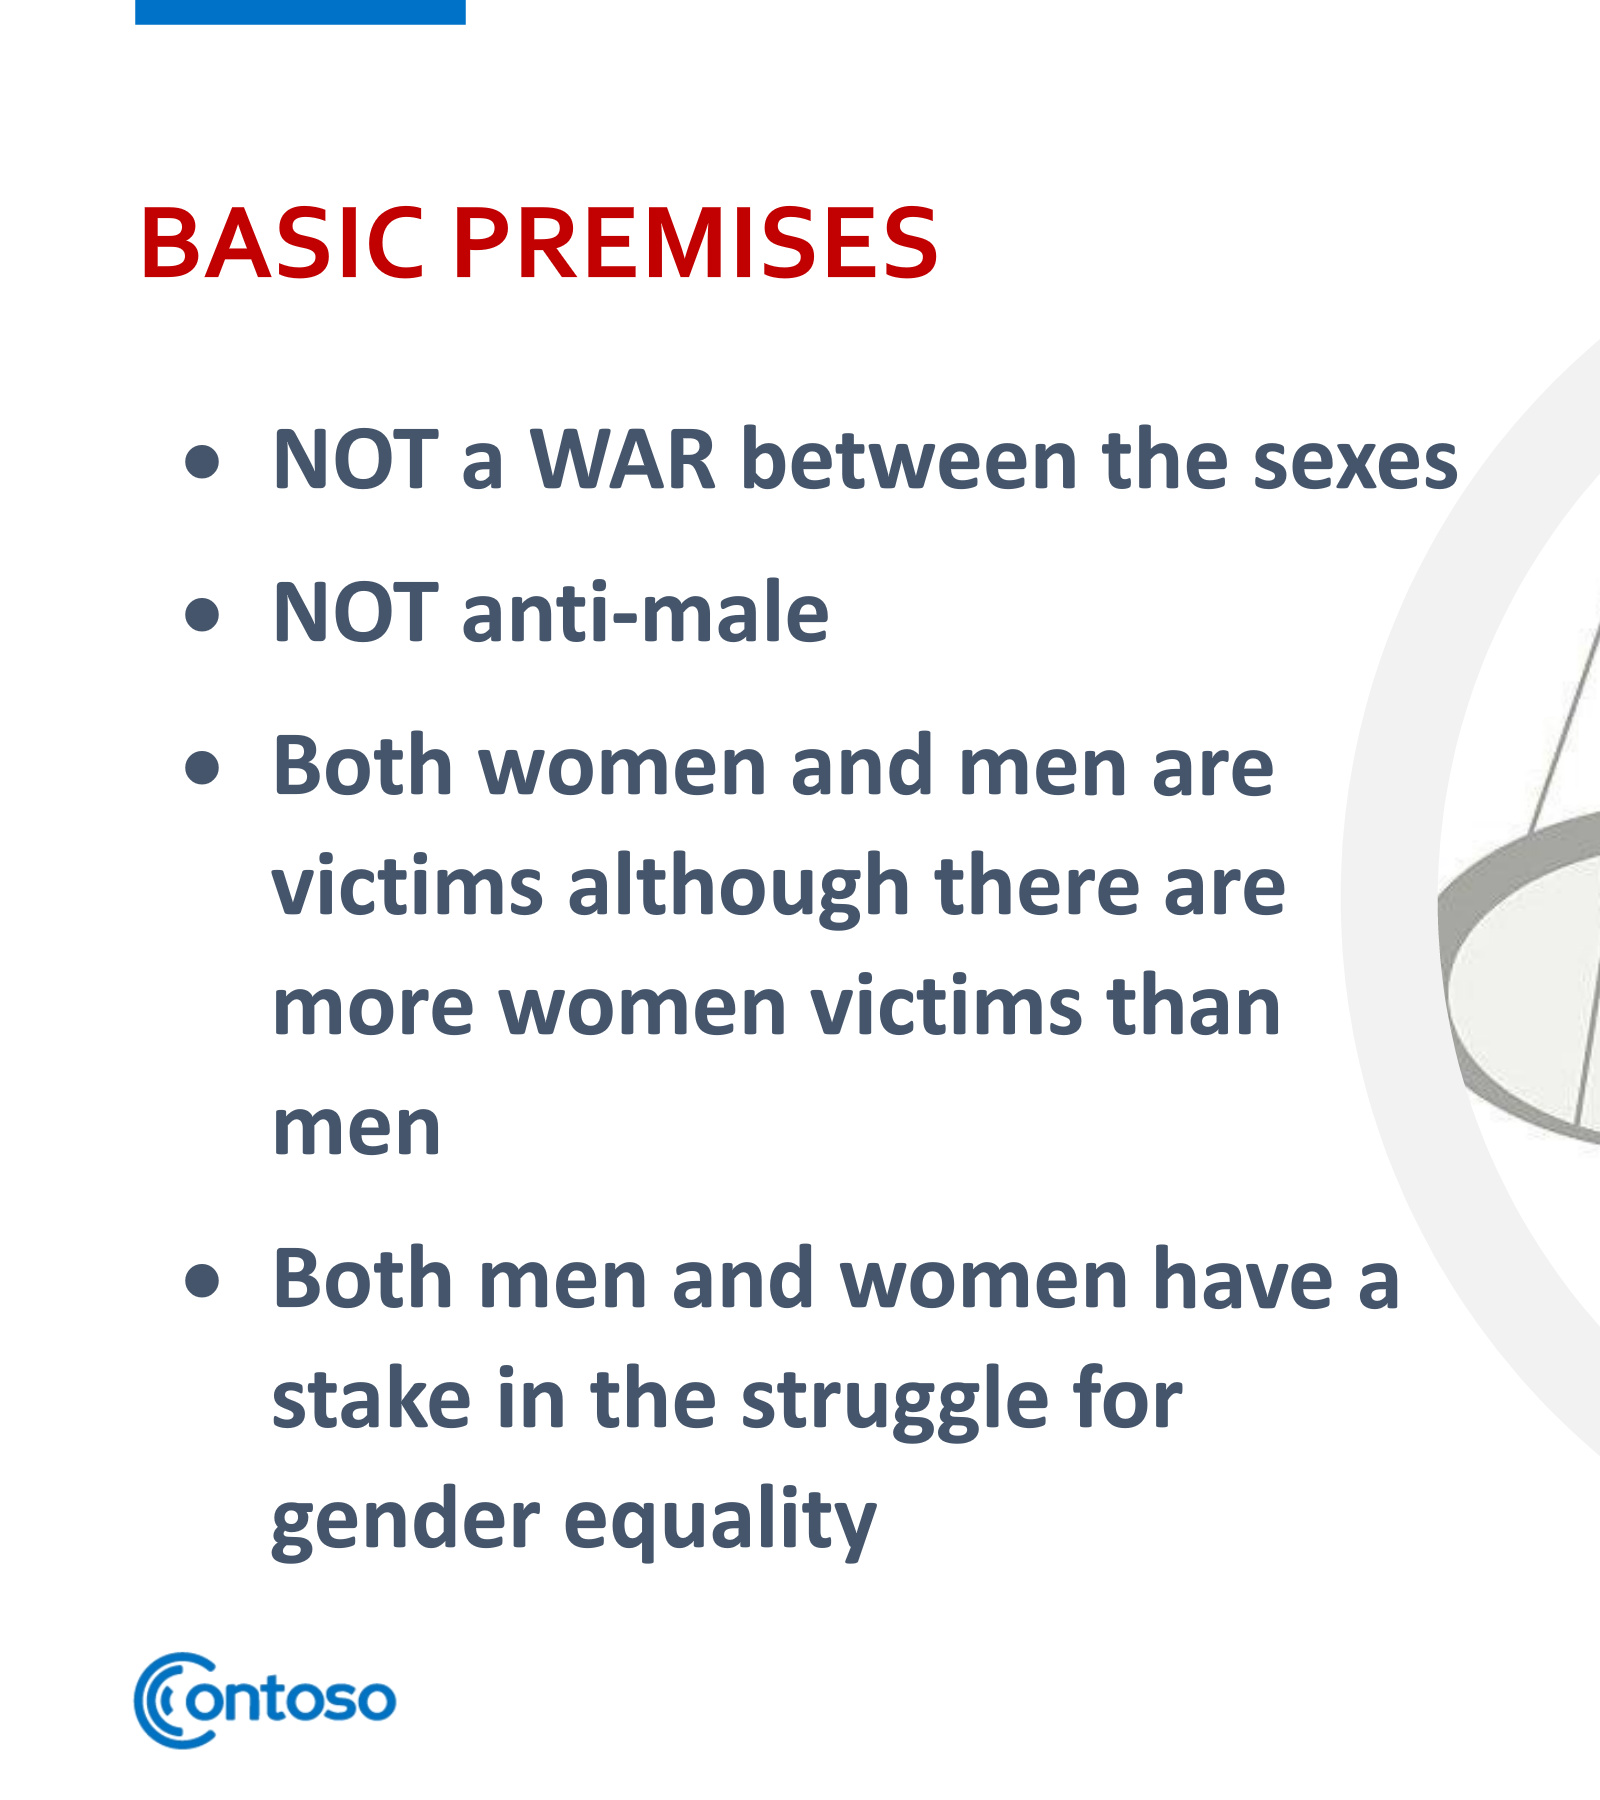 BASIC PREMISES
• NOT a WAR between the sexes
• NOT anti-male
• Both women and men are
victims although there are
more women victims than
men
• Both men and women have a
stake in the struggle for
gender equality
Contoso